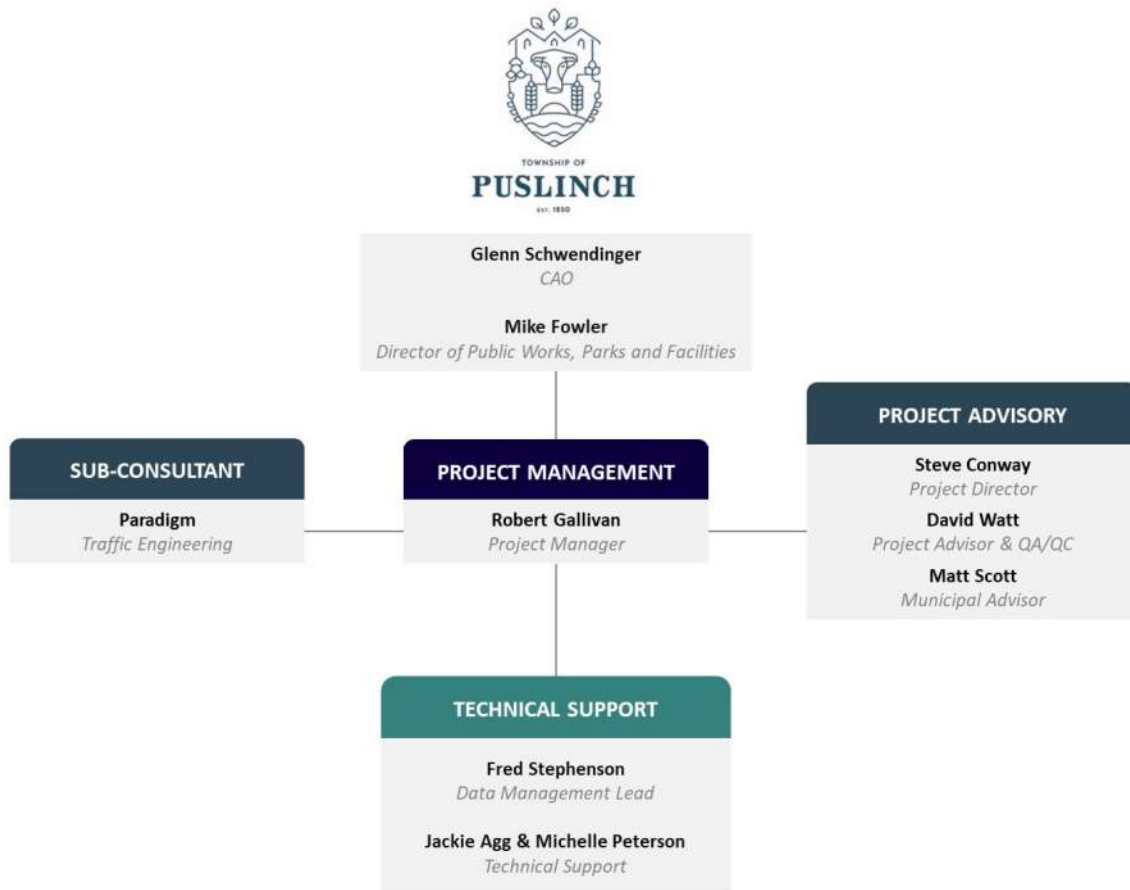 TOWNSHIP OF
PUSLINCH
EST. 1850
Glenn Schwendinger
CAO
Mike Fowler
Director of Public Works, Parks and Facilities
SUB-CONSULTANT
Paradigm
Traffic Engineering
PROJECT MANAGEMENT
Robert Gallivan
Project Manager
PROJECT ADVISORY
Steve Conway
Project Director
David Watt
Project Advisor & QA/QC
Matt Scott
Municipal Advisor
TECHNICAL SUPPORT
Fred Stephenson
Data Management Lead
Jackie Agg & Michelle Peterson
Technical Support